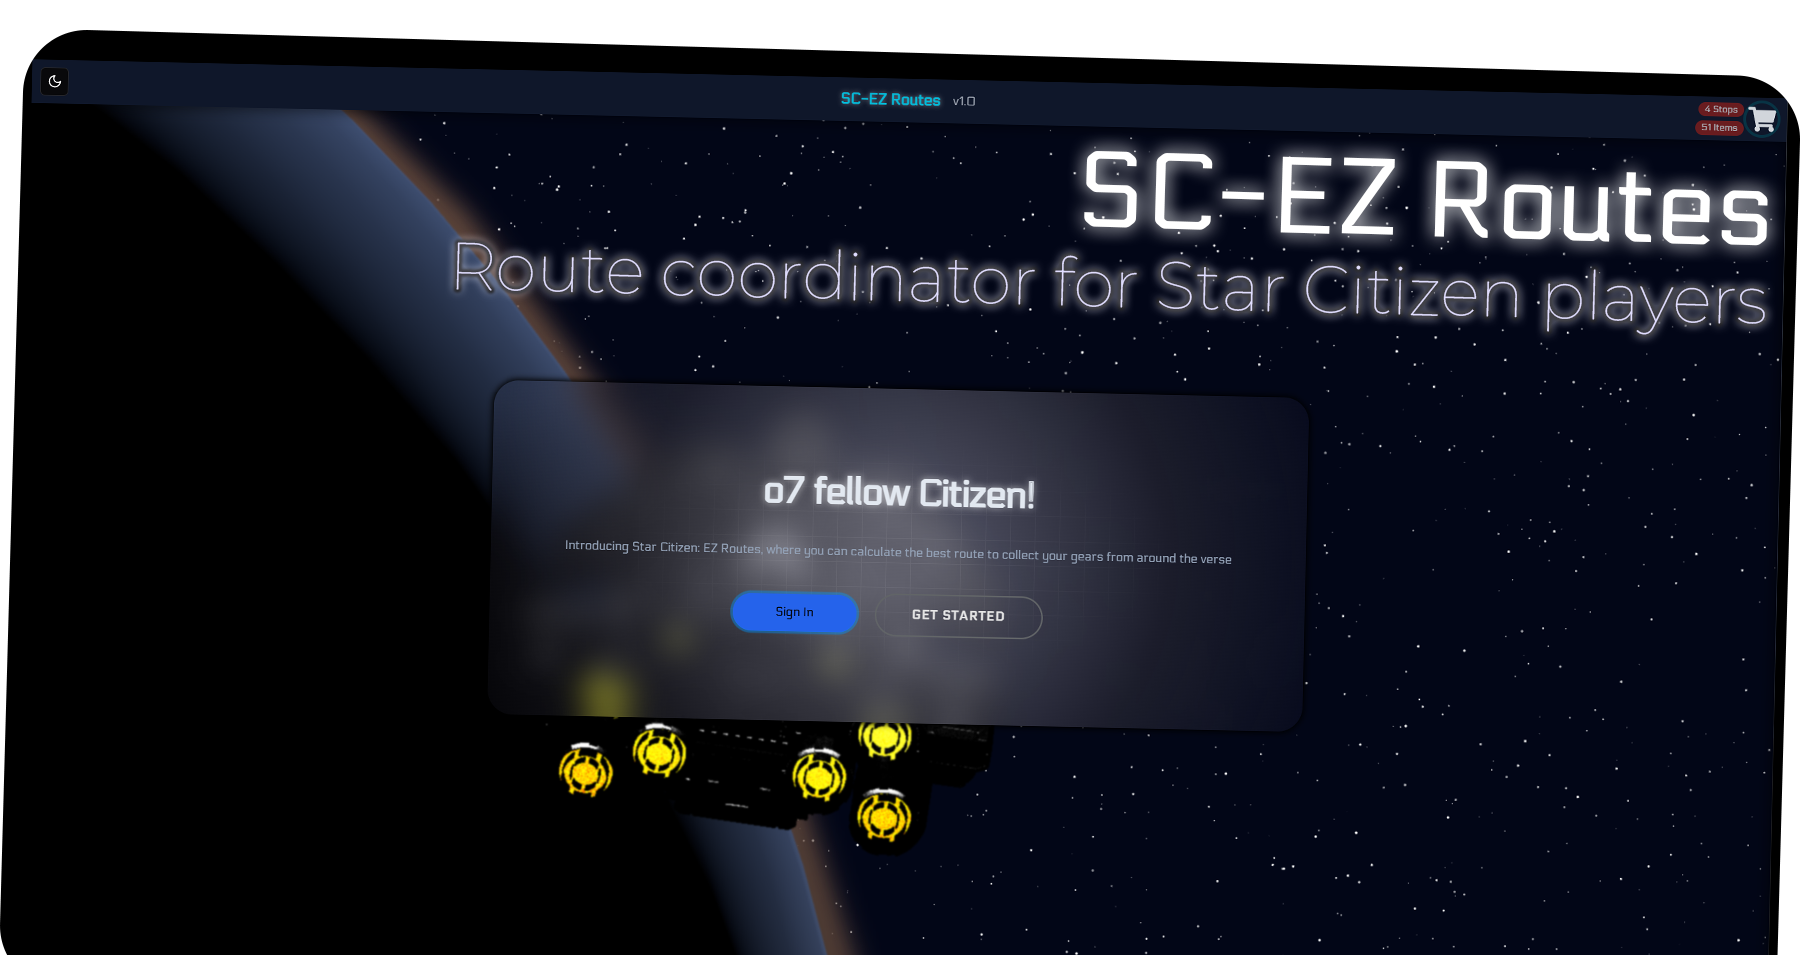 SC-EZ Routes v1.0
4 Stops
51 Items
SC-EZ Routes
Route coordinator for Star Citizen players
o7 fellow Citizen!
Introducing Star Citizen: EZ Routes, where you can calculate the best route to collect your gears from around the verse
Sign In GET STARTED